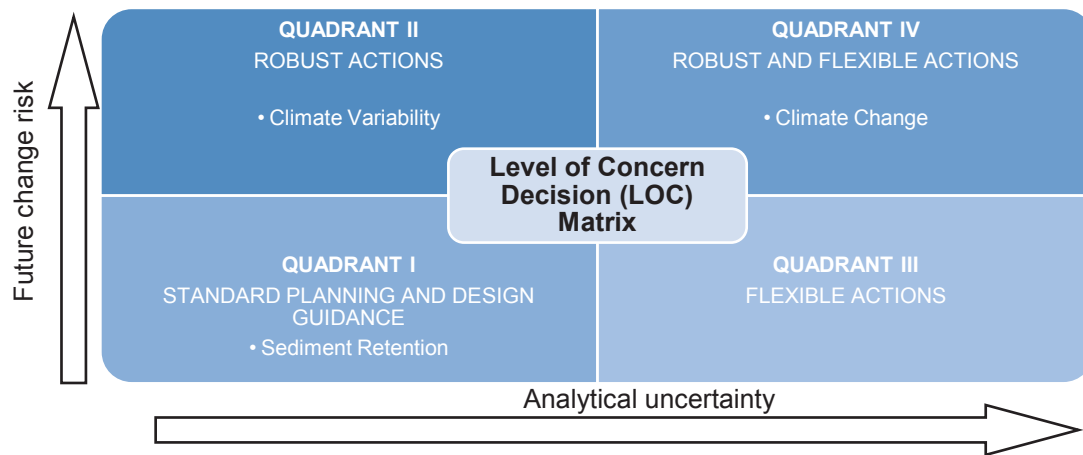 QUADRANT II
ROBUST ACTIONS
• Climate Variability
QUADRANT IV
ROBUST AND FLEXIBLE ACTIONS
• Climate Change
Level of Concern
Decision (LOC)
Matrix
QUADRANT I
STANDARD PLANNING AND DESIGN
GUIDANCE
• Sediment Retention
QUADRANT III
FLEXIBLE ACTIONS
Future change risk
Analytical uncertainty